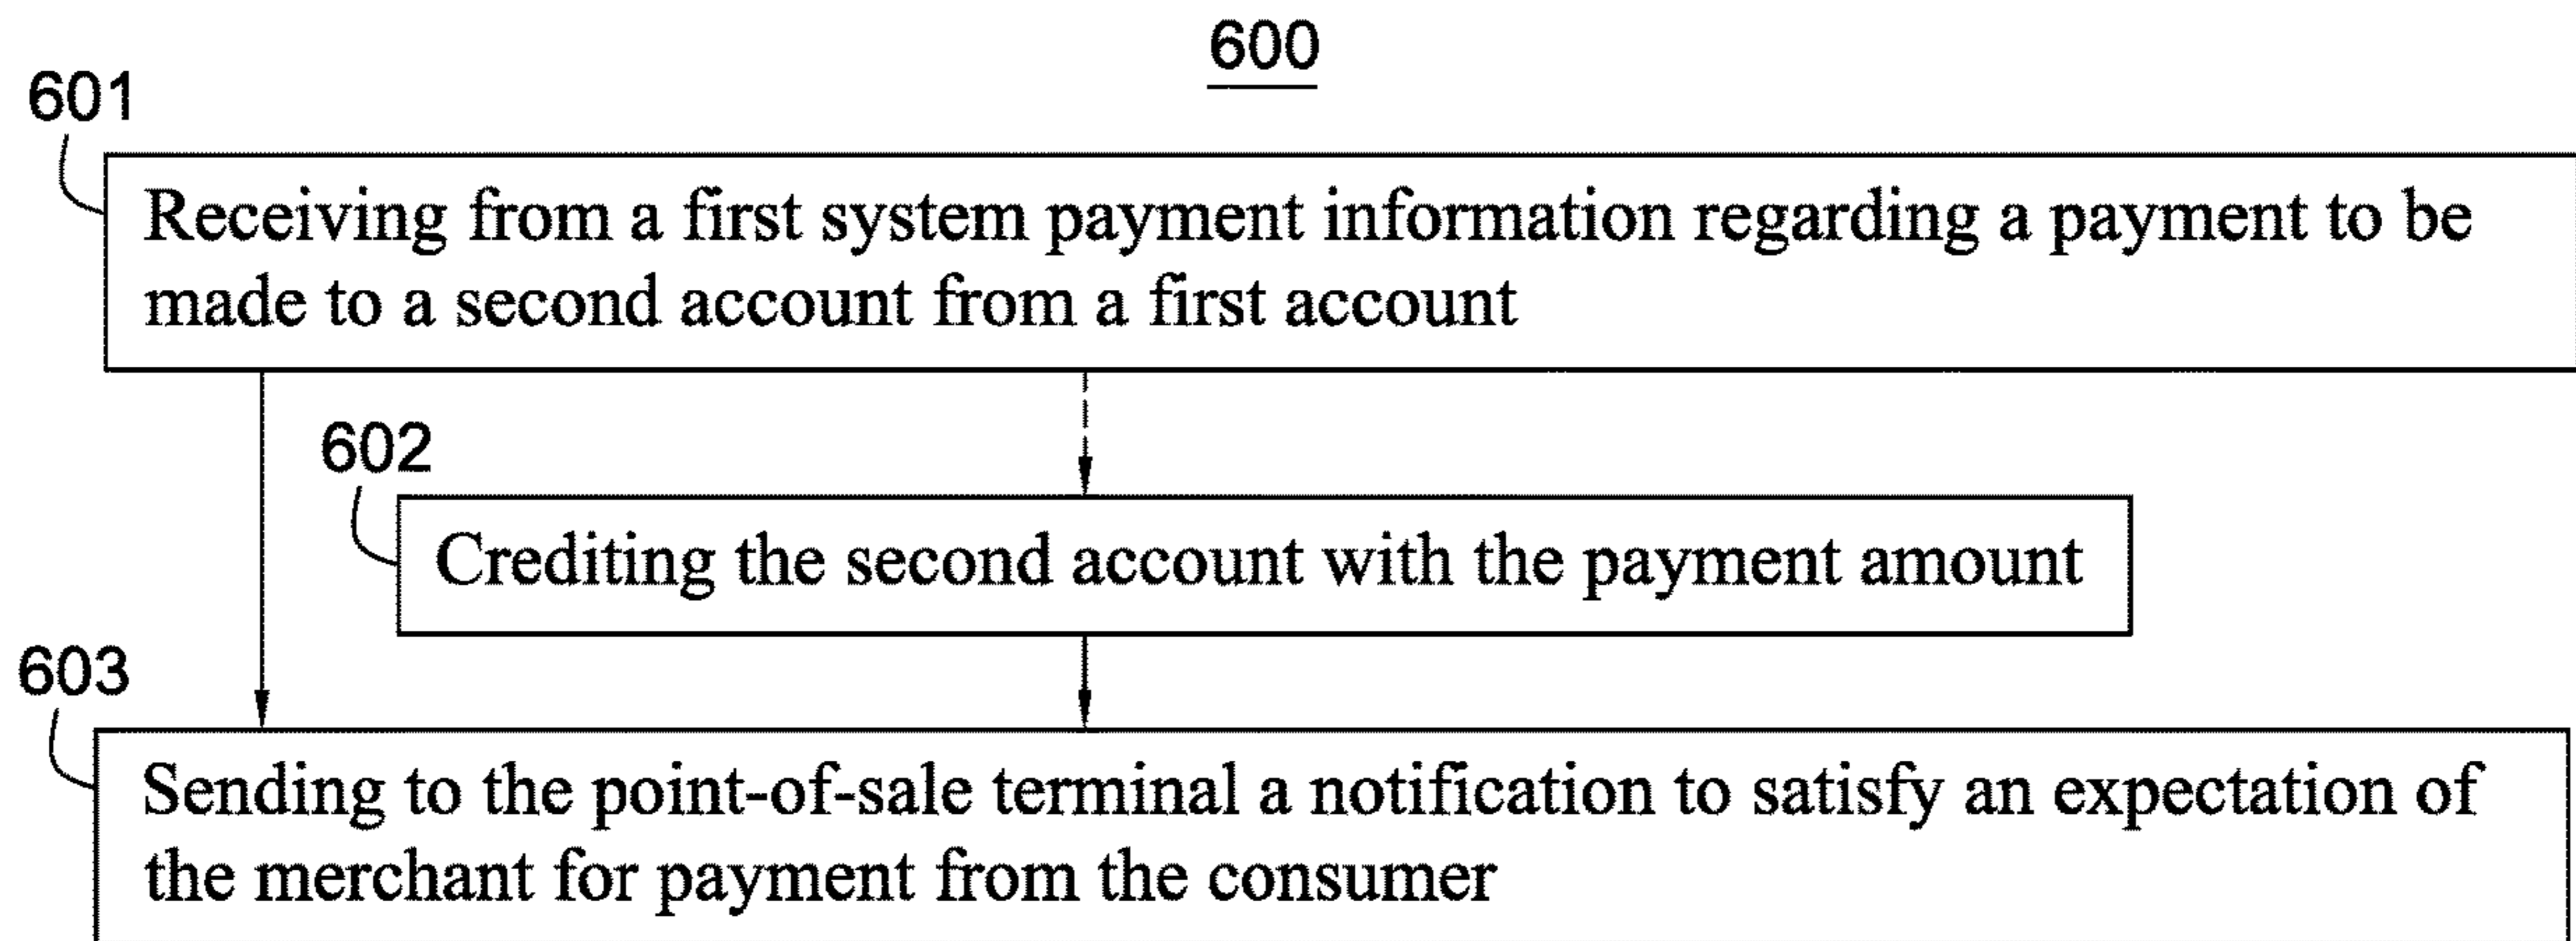 600
601
Receiving from a first system payment information regarding a payment to be
made to a second account from a first account
602
Crediting the second account with the payment amount
603
Sending to the point-of-sale terminal a notification to satisfy an expectation of
the merchant for payment from the consumer